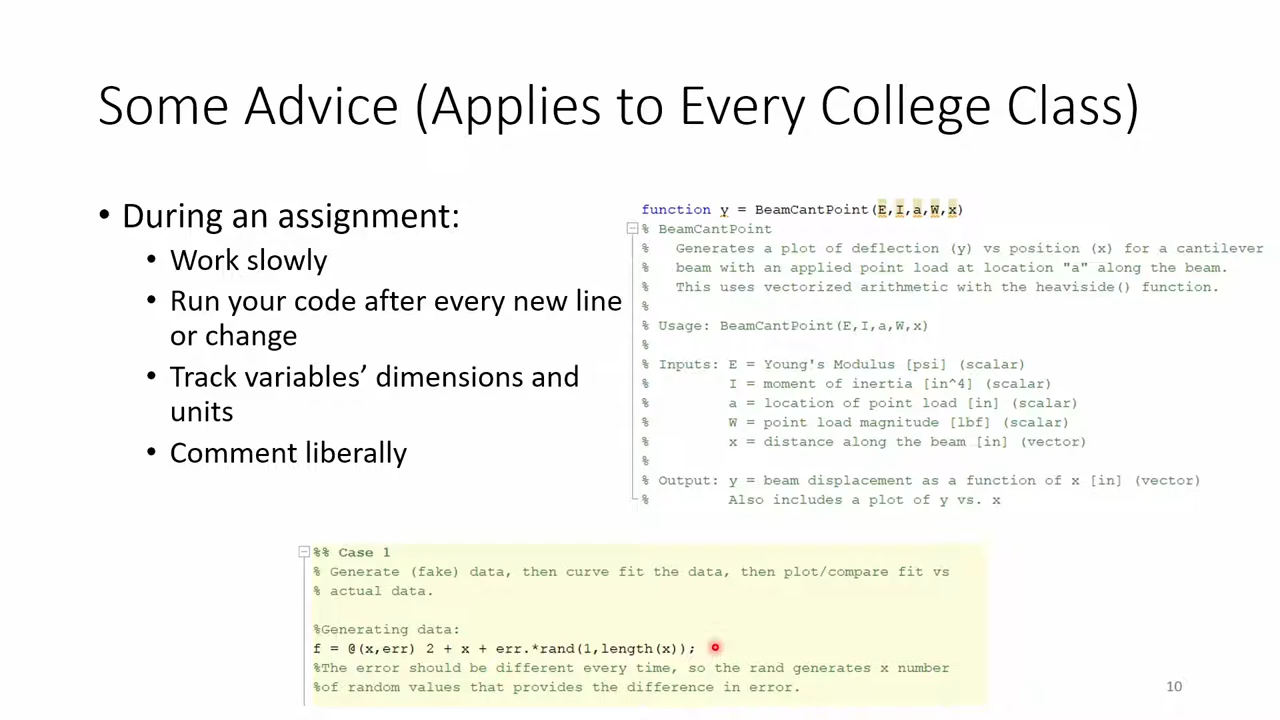 Some Advice (Applies to Every College Class)
• During an assignment:
• Work slowly
• Run your code after every new line
or change
• Track variables’ dimensions and
units
• Comment liberally
function y = BeamCantPoint(E,I,a,W,x)
% BeamCantPoint
%   Generates a plot of deflection (y) vs position (x) for a cantilever
%   beam with an applied point load at location "a" along the beam.
%   This uses vectorized arithmetic with the heaviside() function.
%
% Usage: BeamCantPoint(E,I,a,W,x)
%
% Inputs: E = Young's Modulus [psi] (scalar)
%         I = moment of inertia [in^4] (scalar)
%         a = location of point load [in] (scalar)
%         W = point load magnitude [lbf] (scalar)
%         x = distance along the beam [in] (vector)
%
% Output: y = beam displacement as a function of x [in] (vector)
%         Also includes a plot of y vs. x
%% Case 1
% Generate (fake) data, then curve fit the data, then plot/compare fit vs
% actual data.
%Generating data:
f = @(x,err) 2 + x + err.*rand(1,length(x));
%The error should be different every time, so the rand generates x number
%of random values that provides the difference in error.
10